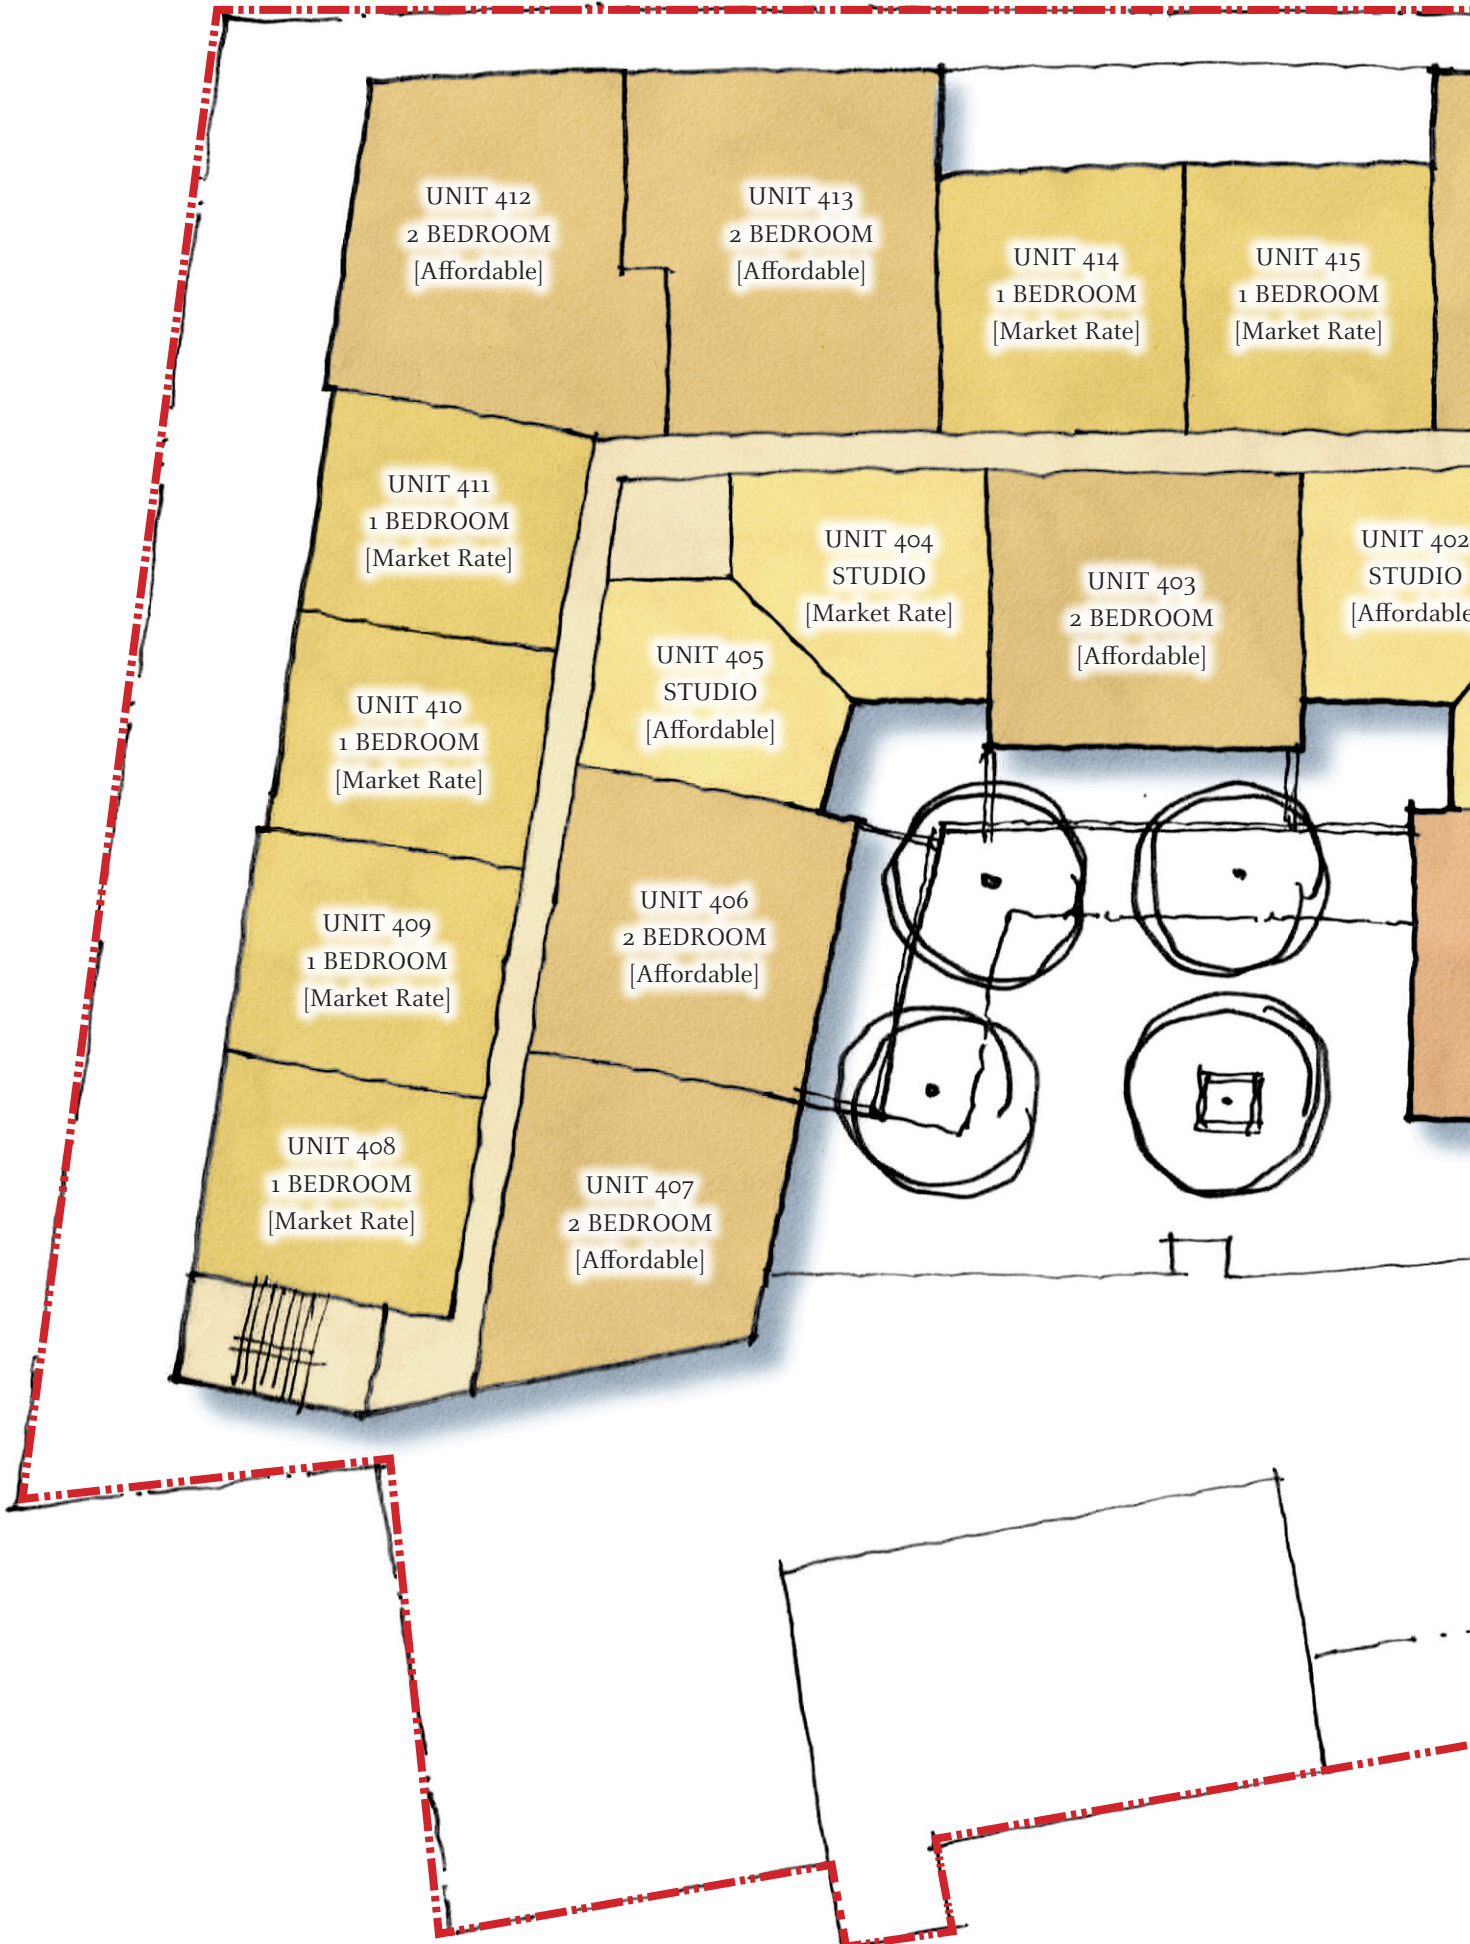 UNIT 412
2 BEDROOM
[Affordable]
UNIT 413
2 BEDROOM
[Affordable]
UNIT 414
1 BEDROOM
[Market Rate]
UNIT 415
1 BEDROOM
[Market Rate]
UNIT 411
1 BEDROOM
[Market Rate]
UNIT 404
STUDIO
[Market Rate]
UNIT 403
2 BEDROOM
[Affordable]
UNIT 402
STUDIO
[Affordable
UNIT 405
STUDIO
[Affordable]
UNIT 410
1 BEDROOM
[Market Rate]
UNIT 406
2 BEDROOM
[Affordable]
UNIT 409
1 BEDROOM
[Market Rate]
UNIT 408
1 BEDROOM
[Market Rate]
UNIT 407
2 BEDROOM
[Affordable]